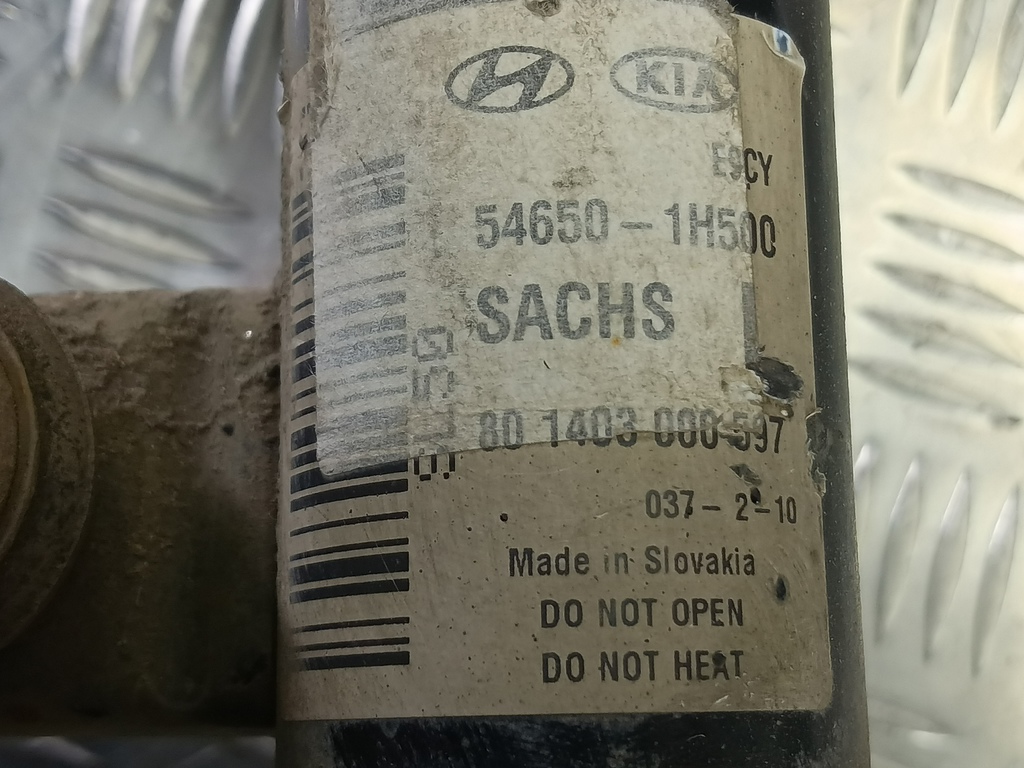 KIA
E9CY
54650-1H500
SACHS
80 1403 000 597
037-2-10
Made in Slovakia
DO NOT OPEN
DO NOT HEAT